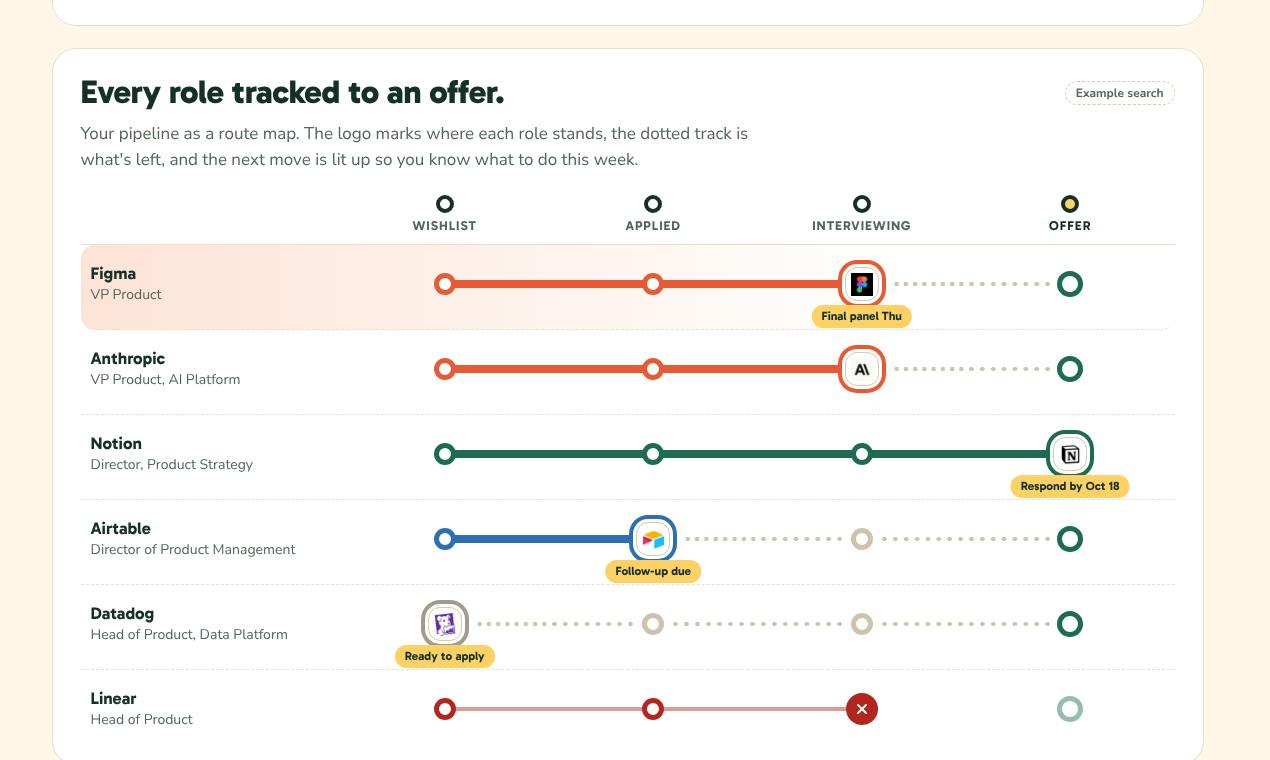 Every role tracked to an offer.
Example search
Your pipeline as a route map. The logo marks where each role stands, the dotted track is
what's left, and the next move is lit up so you know what to do this week.
WISHLIST
APPLIED
INTERVIEWING
OFFER
Figma
VP Product
Final panel Thu
Anthropic
VP Product, AI Platform
Notion
Director, Product Strategy
Respond by Oct 18
Airtable
Director of Product Management
Follow-up due
Datadog
Head of Product, Data Platform
Ready to apply
Linear
Head of Product